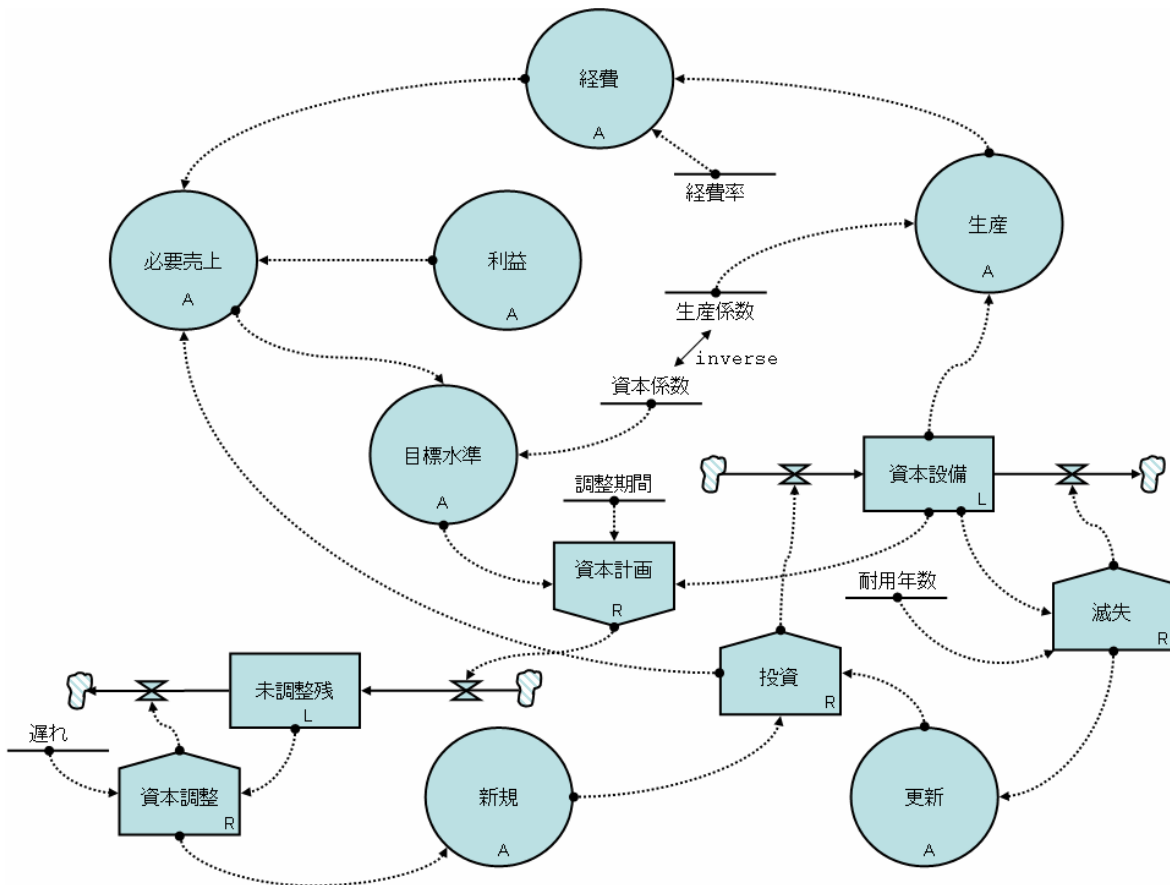 経費
A
経費率
生産
A
必要売上
A
利益
A
生産係数
inverse
資本係数
目標水準
A
調整期間
資本設備
L
資本計画
R
耐用年数
滅失
R
投資
R
未調整残
L
遅れ
資本調整
R
新規
A
更新
A